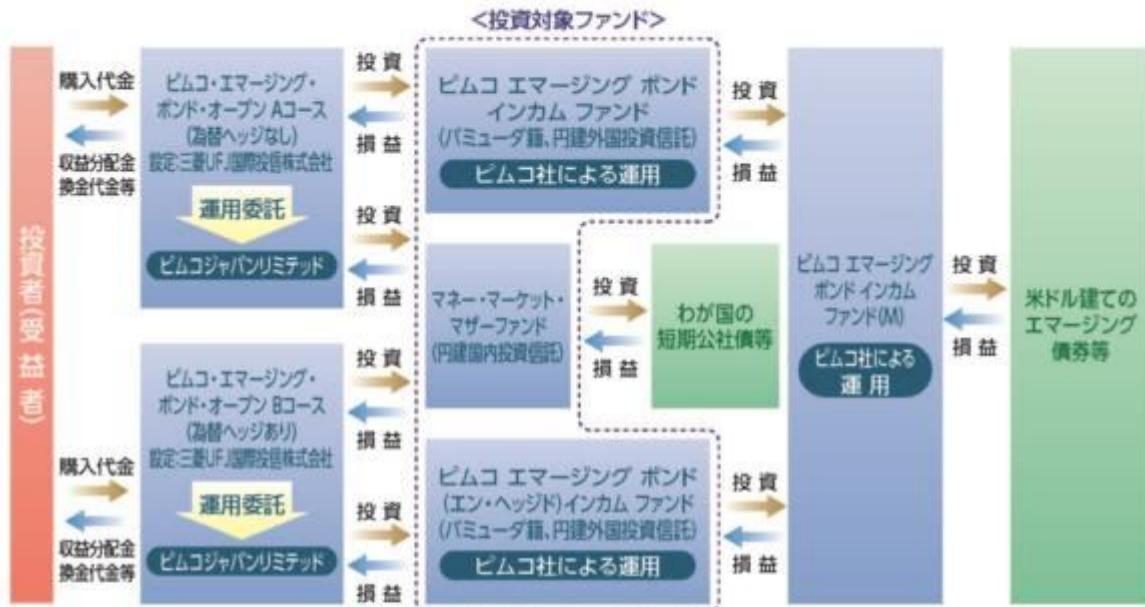 ＜投資対象ファンド＞
投資者(受益者)
購入代金
収益分配金
換金代金等
ピムコ・エマージング・
ボンド・オープン Aコース
(為替ヘッジなし)
設定:三菱UFJ国際投信株式会社
運用委託
ピムコジャパンリミテッド
投資
損益
投資
損益
ピムコ エマージング ボンド
インカム ファンド
(バミューダ籍、円建外国投資信託)
ピムコ社による運用
投資
損益
マネー・マーケット・
マザーファンド
(円建国内投資信託)
投資
損益
わが国の
短期公社債等
購入代金
収益分配金
換金代金等
ピムコ・エマージング・
ボンド・オープン Bコース
(為替ヘッジあり)
設定:三菱UFJ国際投信株式会社
運用委託
ピムコジャパンリミテッド
投資
損益
投資
損益
ピムコ エマージング ボンド
(エン・ヘッジド)インカム ファンド
(バミューダ籍、円建外国投資信託)
ピムコ社による運用
投資
損益
ピムコ エマージング
ボンド インカム
ファンド(M)
ピムコ社による
運用
投資
損益
米ドル建ての
エマージング
債券等